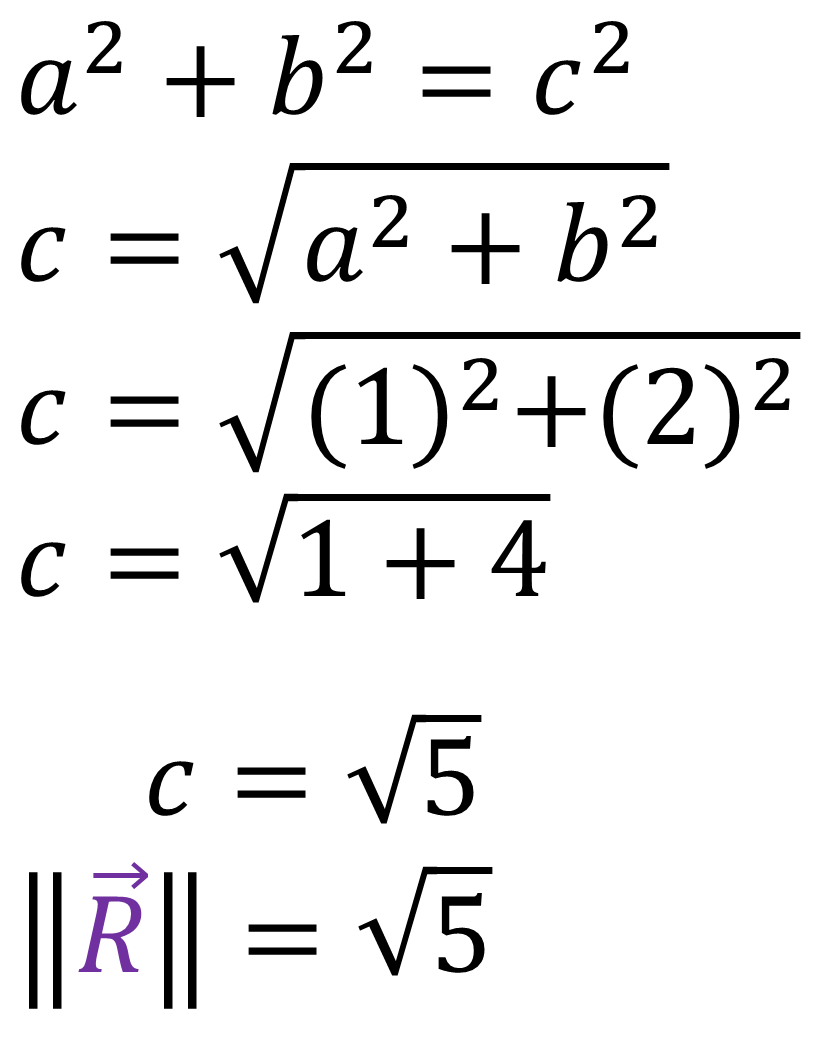 a² + b² = c²
c = √(a² + b²)
c = √((1)²+(2)²)
c = √(1 + 4)
c = √5
‖R⃗‖ = √5